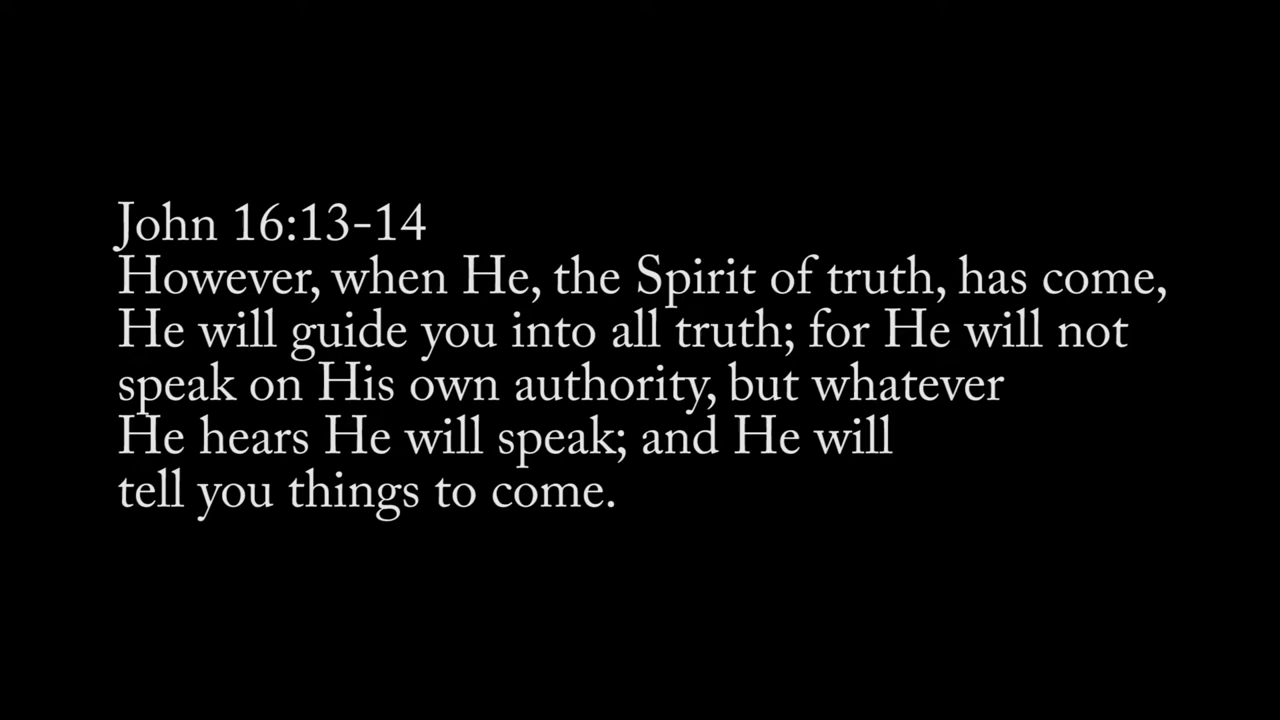 John 16:13-14
However, when He, the Spirit of truth, has come,
He will guide you into all truth; for He will not
speak on His own authority, but whatever
He hears He will speak; and He will
tell you things to come.